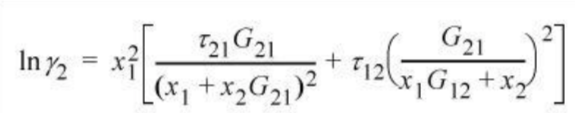 ln γ₂ = x₁² [ τ₂₁G₂₁ / (x₁ + x₂G₂₁)² + τ₁₂ ( G₂₁ / (x₁G₁₂ + x₂) )² ]